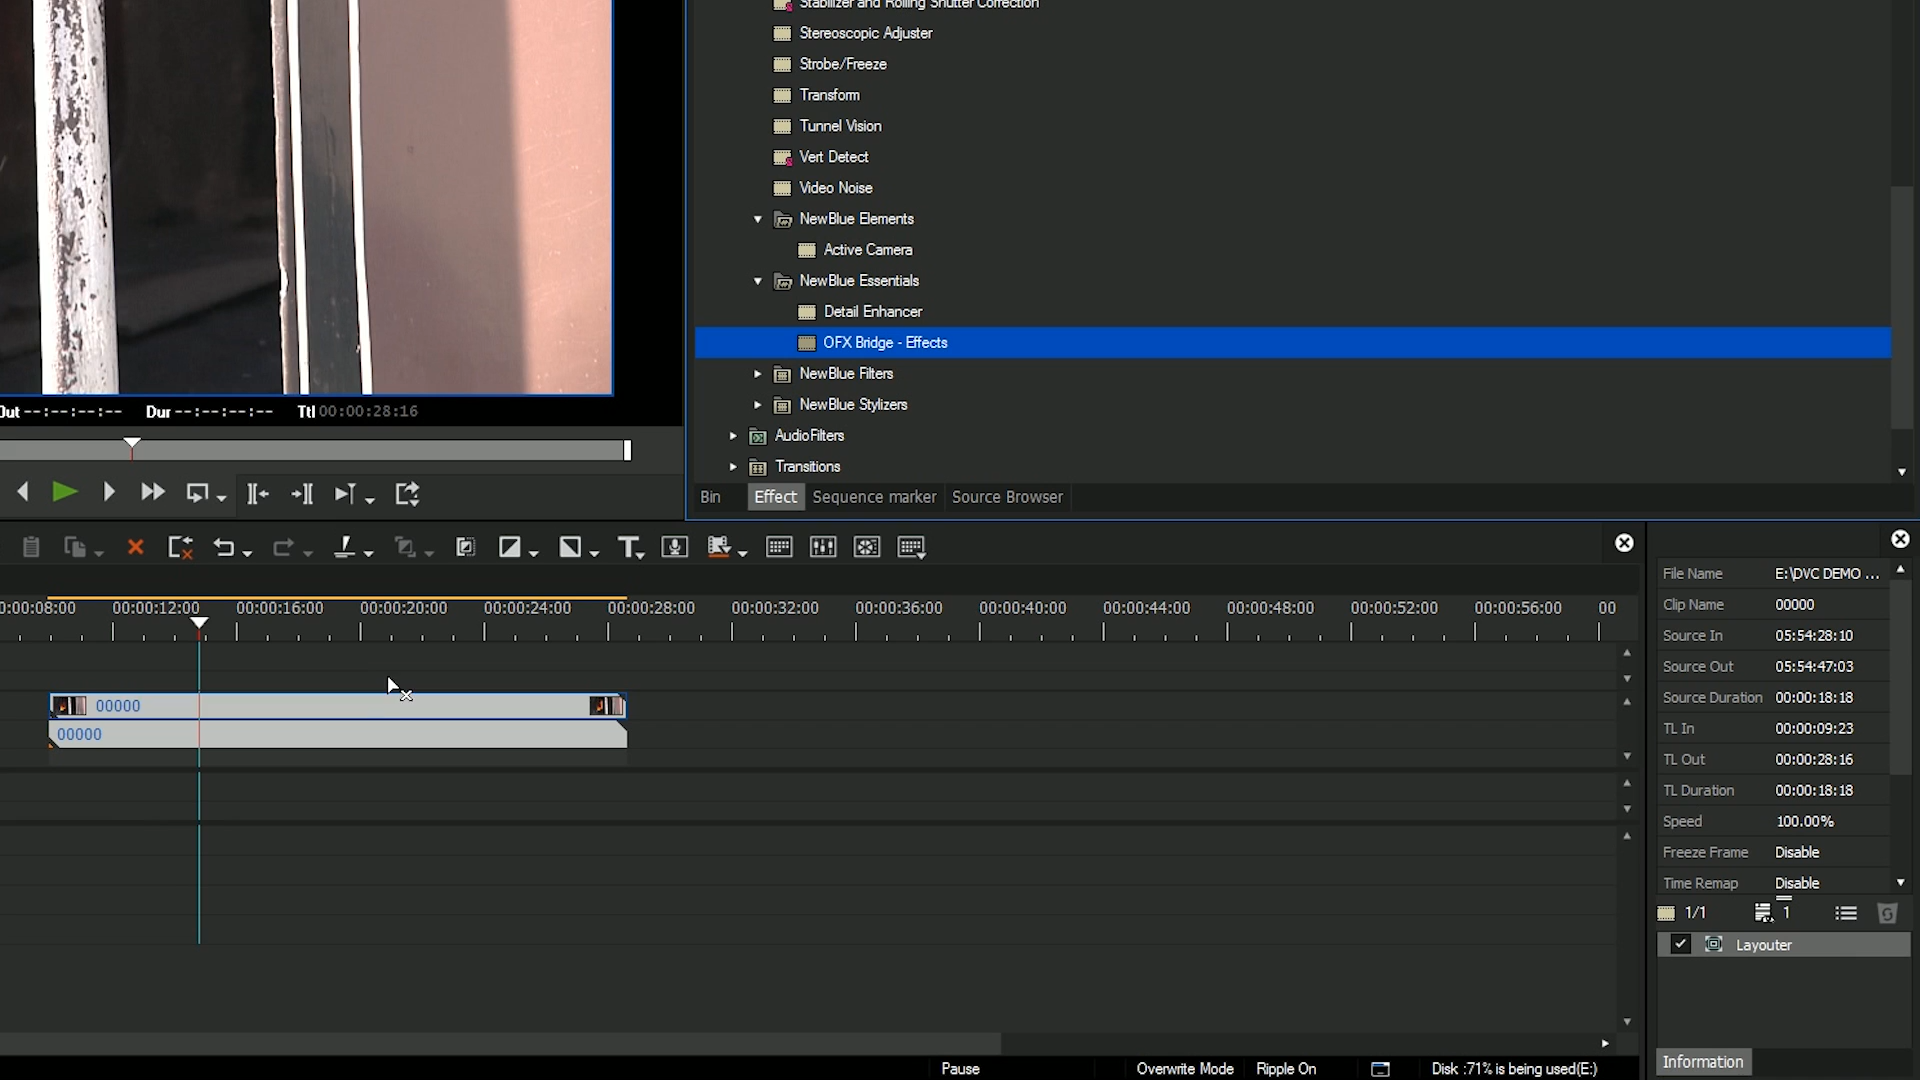 Stabilizer and Rolling Shutter Correction
Stereoscopic Adjuster
Strobe/Freeze
Transform
Tunnel Vision
Vert Detect
Video Noise
NewBlue Elements
Active Camera
NewBlue Essentials
Detail Enhancer
OFX Bridge - Effects
NewBlue Filters
NewBlue Stylizers
AudioFilters
Transitions
Out --:--:--:-- Dur --:--:--:-- Ttl 00:00:28:16
Bin Effect Sequence marker Source Browser
0:00:08:00 00:00:12:00 00:00:16:00 00:00:20:00 00:00:24:00 00:00:28:00 00:00:32:00 00:00:36:00 00:00:40:00 00:00:44:00 00:00:48:00 00:00:52:00 00:00:56:00 00
00000
00000
File Name E:\DVC DEMO ...
Clip Name 00000
Source In 05:54:28:10
Source Out 05:54:47:03
Source Duration 00:00:18:18
TL In 00:00:09:23
TL Out 00:00:28:16
TL Duration 00:00:18:18
Speed 100.00%
Freeze Frame Disable
Time Remap Disable
1/1 1
Layouter
Information
Pause Overwrite Mode Ripple On Disk :71% is being used(E:)